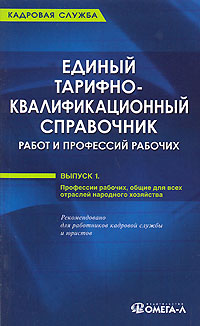 КАДРОВАЯ СЛУЖБА
ЕДИНЫЙ
ТАРИФНО-
КВАЛИФИКАЦИОННЫЙ
СПРАВОЧНИК
РАБОТ И ПРОФЕССИЙ РАБОЧИХ
ВЫПУСК 1.
Профессии рабочих, общие для всех
отраслей народного хозяйства
Рекомендовано
для работников кадровой службы
и юристов
ИЗДАТЕЛЬСТВО
ОМЕГА-Л